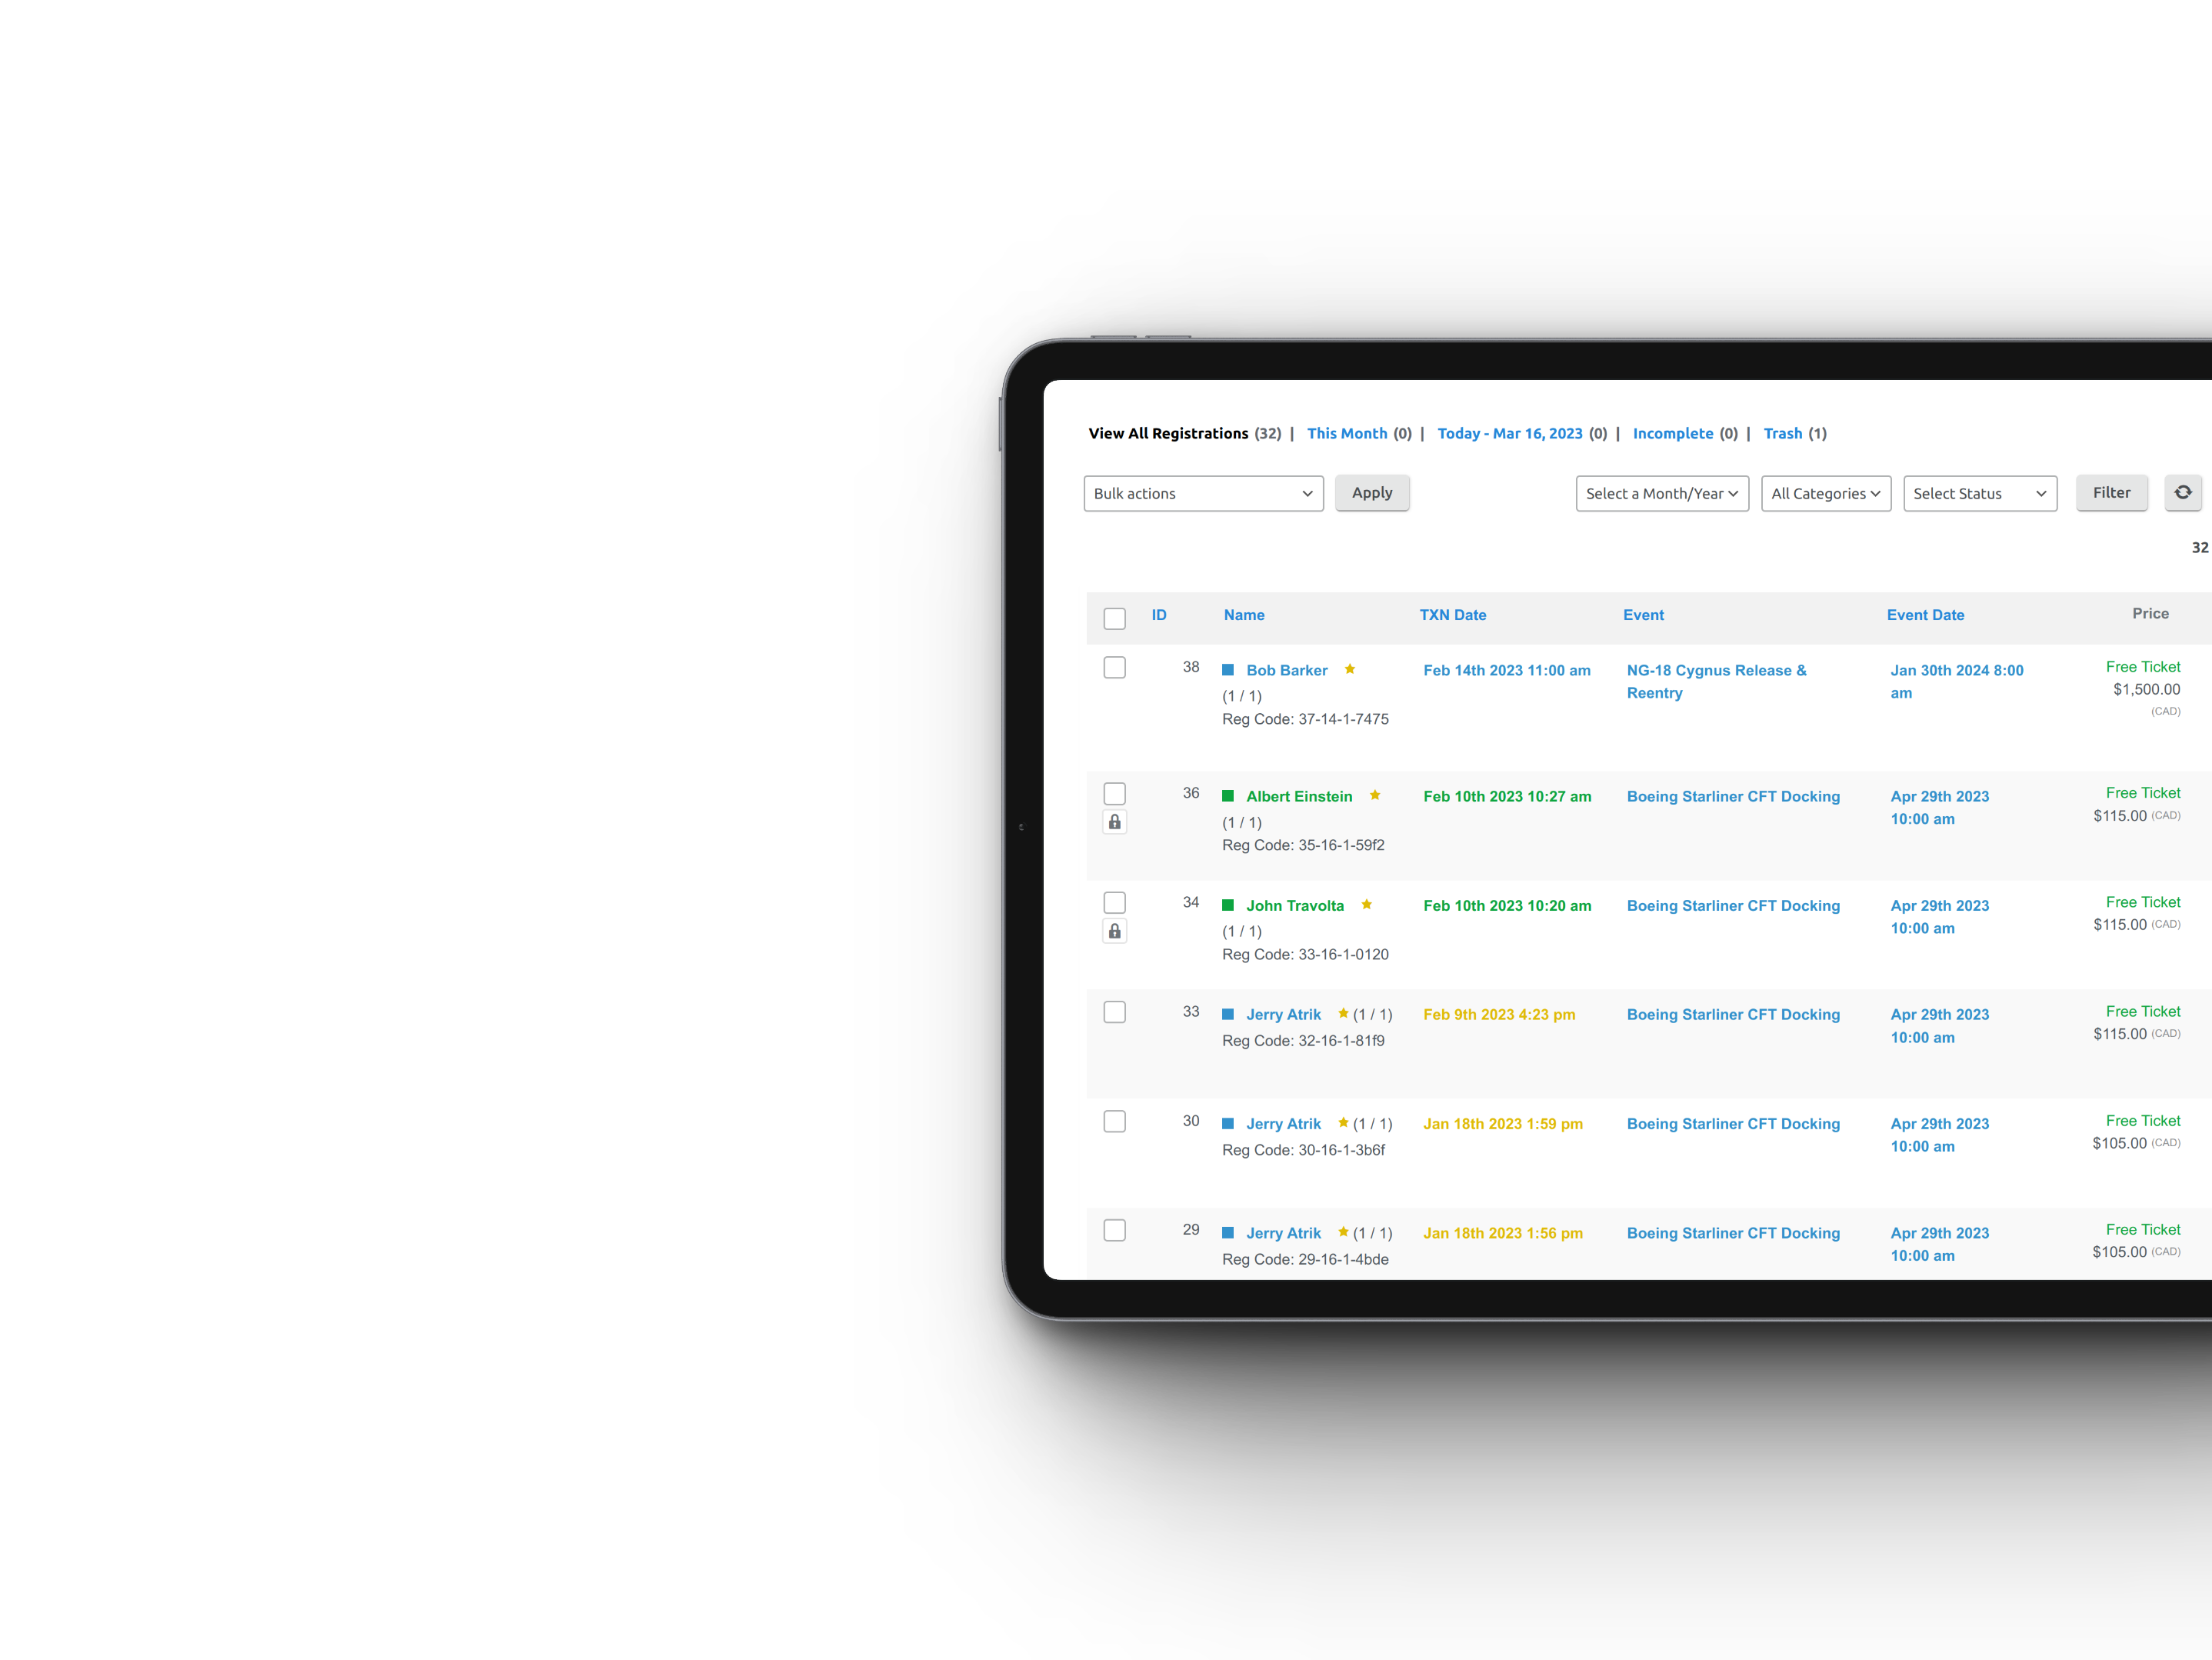 View All Registrations (32) | This Month (0) | Today - Mar 16, 2023 (0) | Incomplete (0) | Trash (1)
Bulk actions Apply Select a Month/Year All Categories Select Status Filter
32
ID Name TXN Date Event Event Date Price
38 Bob Barker Feb 14th 2023 11:00 am NG-18 Cygnus Release & Jan 30th 2024 8:00 Free Ticket
(1 / 1) Reentry am $1,500.00
Reg Code: 37-14-1-7475 (CAD)
36 Albert Einstein Feb 10th 2023 10:27 am Boeing Starliner CFT Docking Apr 29th 2023 Free Ticket
(1 / 1) 10:00 am $115.00 (CAD)
Reg Code: 35-16-1-59f2
34 John Travolta Feb 10th 2023 10:20 am Boeing Starliner CFT Docking Apr 29th 2023 Free Ticket
(1 / 1) 10:00 am $115.00 (CAD)
Reg Code: 33-16-1-0120
33 Jerry Atrik (1 / 1) Feb 9th 2023 4:23 pm Boeing Starliner CFT Docking Apr 29th 2023 Free Ticket
Reg Code: 32-16-1-81f9 10:00 am $115.00 (CAD)
30 Jerry Atrik (1 / 1) Jan 18th 2023 1:59 pm Boeing Starliner CFT Docking Apr 29th 2023 Free Ticket
Reg Code: 30-16-1-3b6f 10:00 am $105.00 (CAD)
29 Jerry Atrik (1 / 1) Jan 18th 2023 1:56 pm Boeing Starliner CFT Docking Apr 29th 2023 Free Ticket
Reg Code: 29-16-1-4bde 10:00 am $105.00 (CAD)